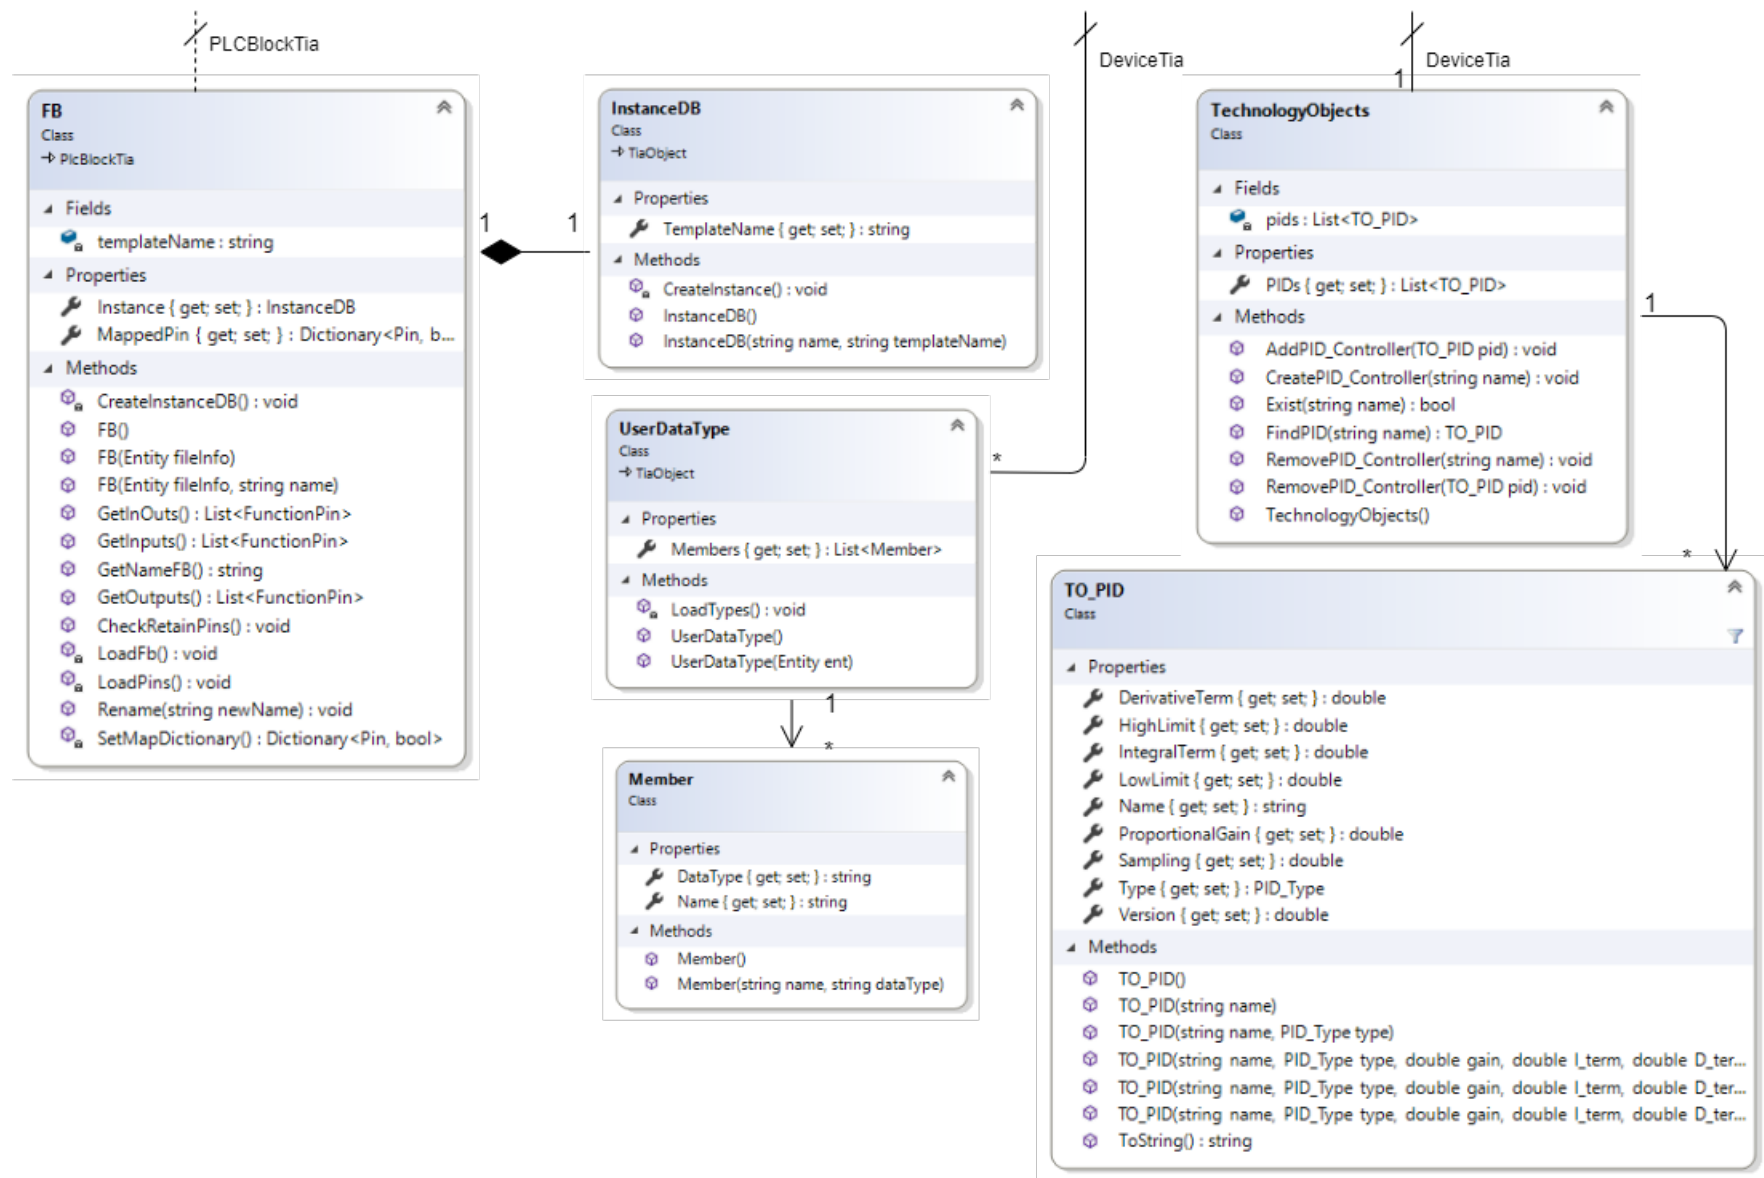 PLCBlockTia
FB
Class
PlcBlockTia
Fields
templateName : string
Properties
Instance { get; set; } : InstanceDB
MappedPin { get; set; } : Dictionary<Pin, b...
Methods
CreateInstanceDB() : void
FB()
FB(Entity fileInfo)
FB(Entity fileInfo, string name)
GetInOuts() : List<FunctionPin>
GetInputs() : List<FunctionPin>
GetNameFB() : string
GetOutputs() : List<FunctionPin>
CheckRetainPins() : void
LoadFb() : void
LoadPins() : void
Rename(string newName) : void
SetMapDictionary() : Dictionary<Pin, bool>
1
1
InstanceDB
Class
TiaObject
Properties
TemplateName { get; set; } : string
Methods
CreateInstance() : void
InstanceDB()
InstanceDB(string name, string templateName)
DeviceTia
*
UserDataType
Class
TiaObject
Properties
Members { get; set; } : List<Member>
Methods
LoadTypes() : void
UserDataType()
UserDataType(Entity ent)
1
*
Member
Class
Properties
DataType { get; set; } : string
Name { get; set; } : string
Methods
Member()
Member(string name, string dataType)
DeviceTia
1
TechnologyObjects
Class
Fields
pids : List<TO_PID>
Properties
PIDs { get; set; } : List<TO_PID>
Methods
AddPID_Controller(TO_PID pid) : void
CreatePID_Controller(string name) : void
Exist(string name) : bool
FindPID(string name) : TO_PID
RemovePID_Controller(string name) : void
RemovePID_Controller(TO_PID pid) : void
TechnologyObjects()
1
*
TO_PID
Class
Properties
DerivativeTerm { get; set; } : double
HighLimit { get; set; } : double
IntegralTerm { get; set; } : double
LowLimit { get; set; } : double
Name { get; set; } : string
ProportionalGain { get; set; } : double
Sampling { get; set; } : double
Type { get; set; } : PID_Type
Version { get; set; } : double
Methods
TO_PID()
TO_PID(string name)
TO_PID(string name, PID_Type type)
TO_PID(string name, PID_Type type, double gain, double I_term, double D_ter...
TO_PID(string name, PID_Type type, double gain, double I_term, double D_ter...
TO_PID(string name, PID_Type type, double gain, double I_term, double D_ter...
ToString() : string